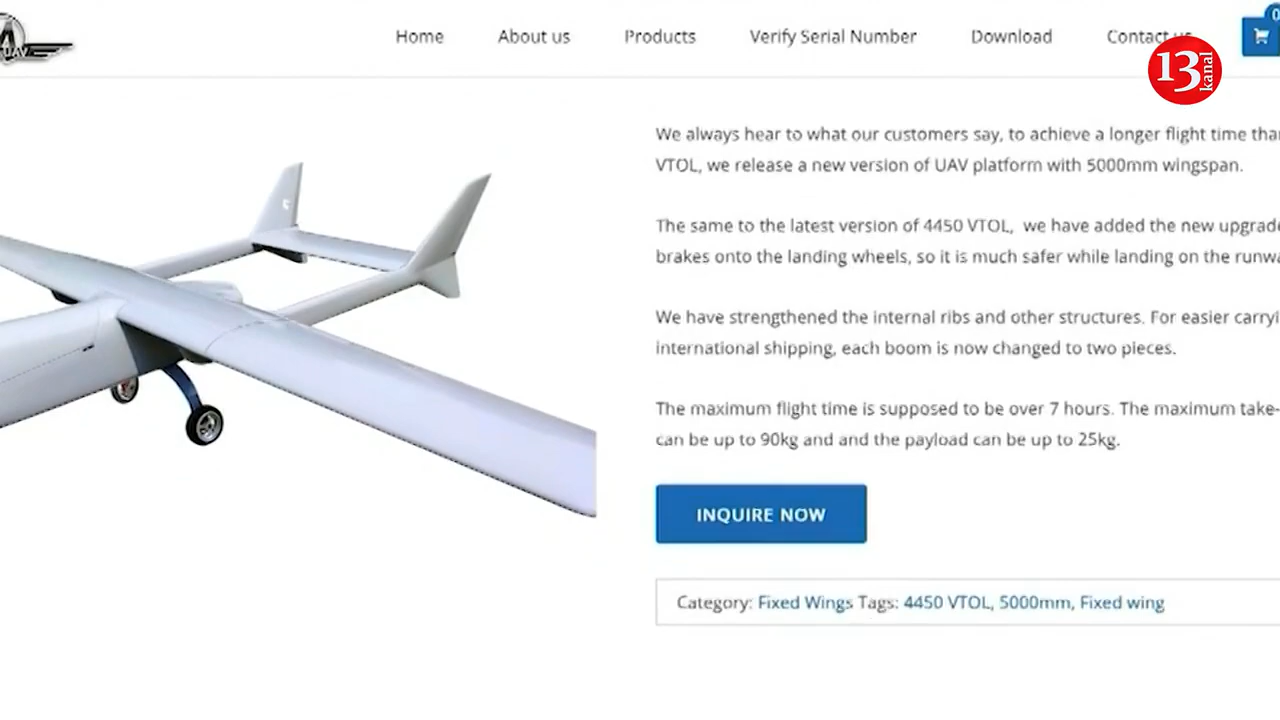 UAV
Home About us Products Verify Serial Number Download Contact us
0
13 kanal
We always hear to what our customers say, to achieve a longer flight time than
VTOL, we release a new version of UAV platform with 5000mm wingspan.
The same to the latest version of 4450 VTOL, we have added the new upgrade
brakes onto the landing wheels, so it is much safer while landing on the
We have strengthened the internal ribs and other structures. For easier
international shipping, each boom is now changed to two pieces.
The maximum flight time is supposed to be over 7 hours. The maximum take-
can be up to 90kg and and the payload can be up to 25kg.
INQUIRE NOW
Category: Fixed Wings Tags: 4450 VTOL, 5000mm, Fixed wing